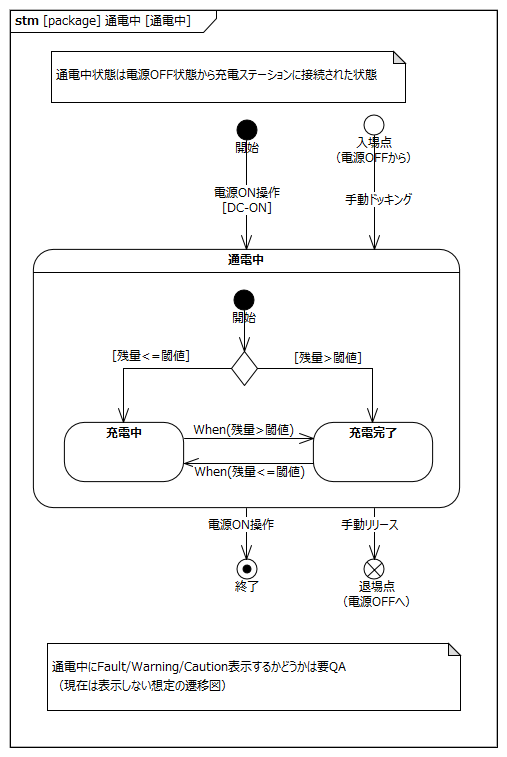 stm [package] 通電中 [通電中]
通電中状態は電源OFF状態から充電ステーションに接続された状態
開始
入場点
（電源OFFから）
電源ON操作
[DC-ON]
手動ドッキング
通電中
開始
[残量<=閾値]
[残量>閾値]
充電中
When(残量>閾値)
充電完了
When(残量<=閾値)
電源ON操作
手動リリース
終了
退場点
（電源OFFへ）
通電中にFault/Warning/Caution表示するかどうかは要QA
（現在は表示しない想定の遷移図）